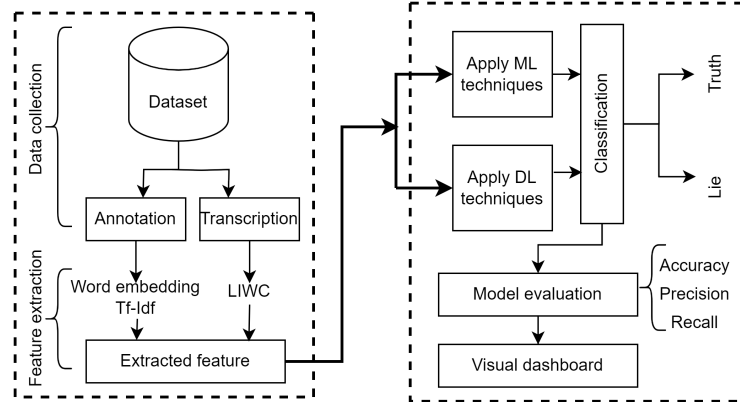 Data collection
Dataset
Annotation
Transcription
Feature extraction
Word embedding
Tf-Idf
LIWC
Extracted feature
Apply ML
techniques
Apply DL
techniques
Classification
Truth
Lie
Model evaluation
Accuracy
Precision
Recall
Visual dashboard